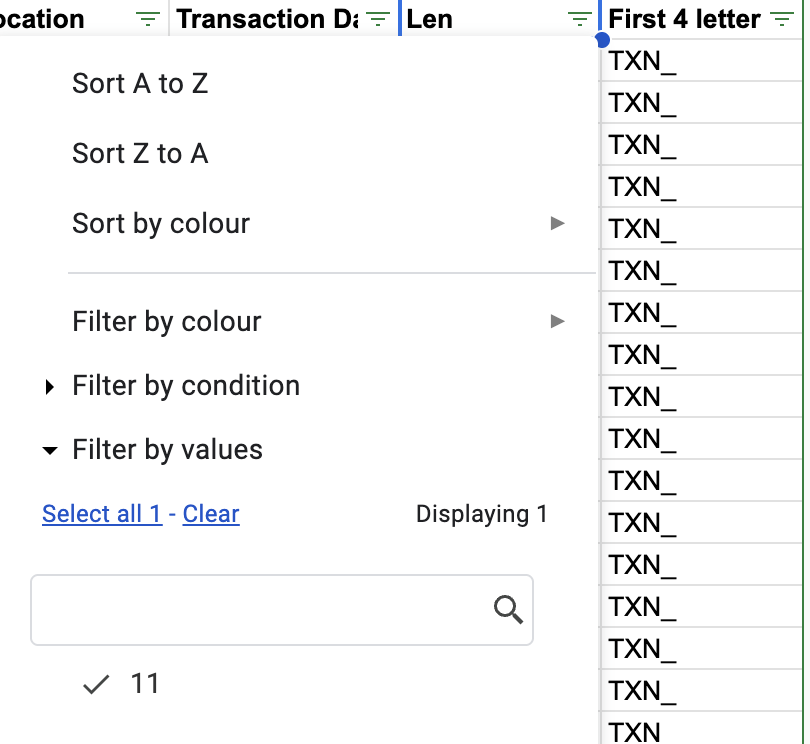 ocation Transaction Da Len First 4 letter
Sort A to Z TXN_
TXN_
Sort Z to A TXN_
TXN_
Sort by colour TXN_
TXN_
Filter by colour TXN_
TXN_
Filter by condition TXN_
Filter by values TXN_
TXN_
Select all 1 - Clear Displaying 1 TXN_
TXN_
TXN_
TXN_
11 TXN_
TXN